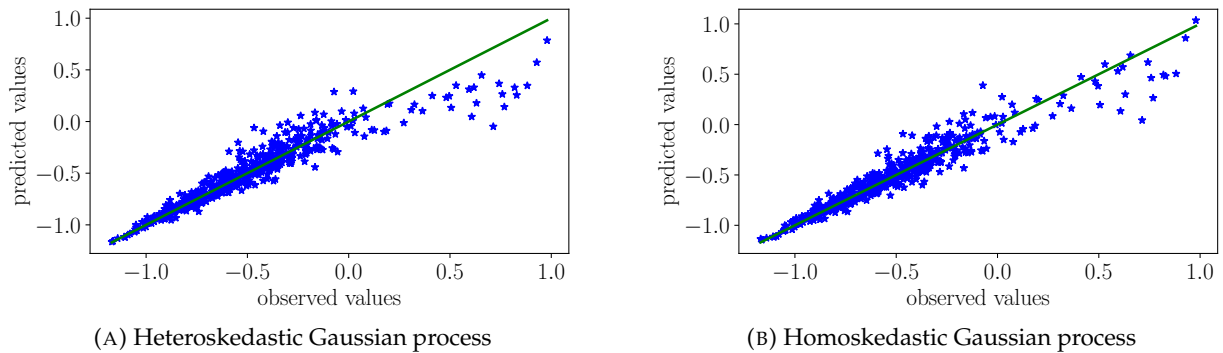 1.0
0.5
0.0
−0.5
−1.0
predicted values
−1.0 −0.5 0.0 0.5 1.0
observed values
(A) Heteroskedastic Gaussian process
1.0
0.5
0.0
−0.5
−1.0
predicted values
−1.0 −0.5 0.0 0.5 1.0
observed values
(B) Homoskedastic Gaussian process